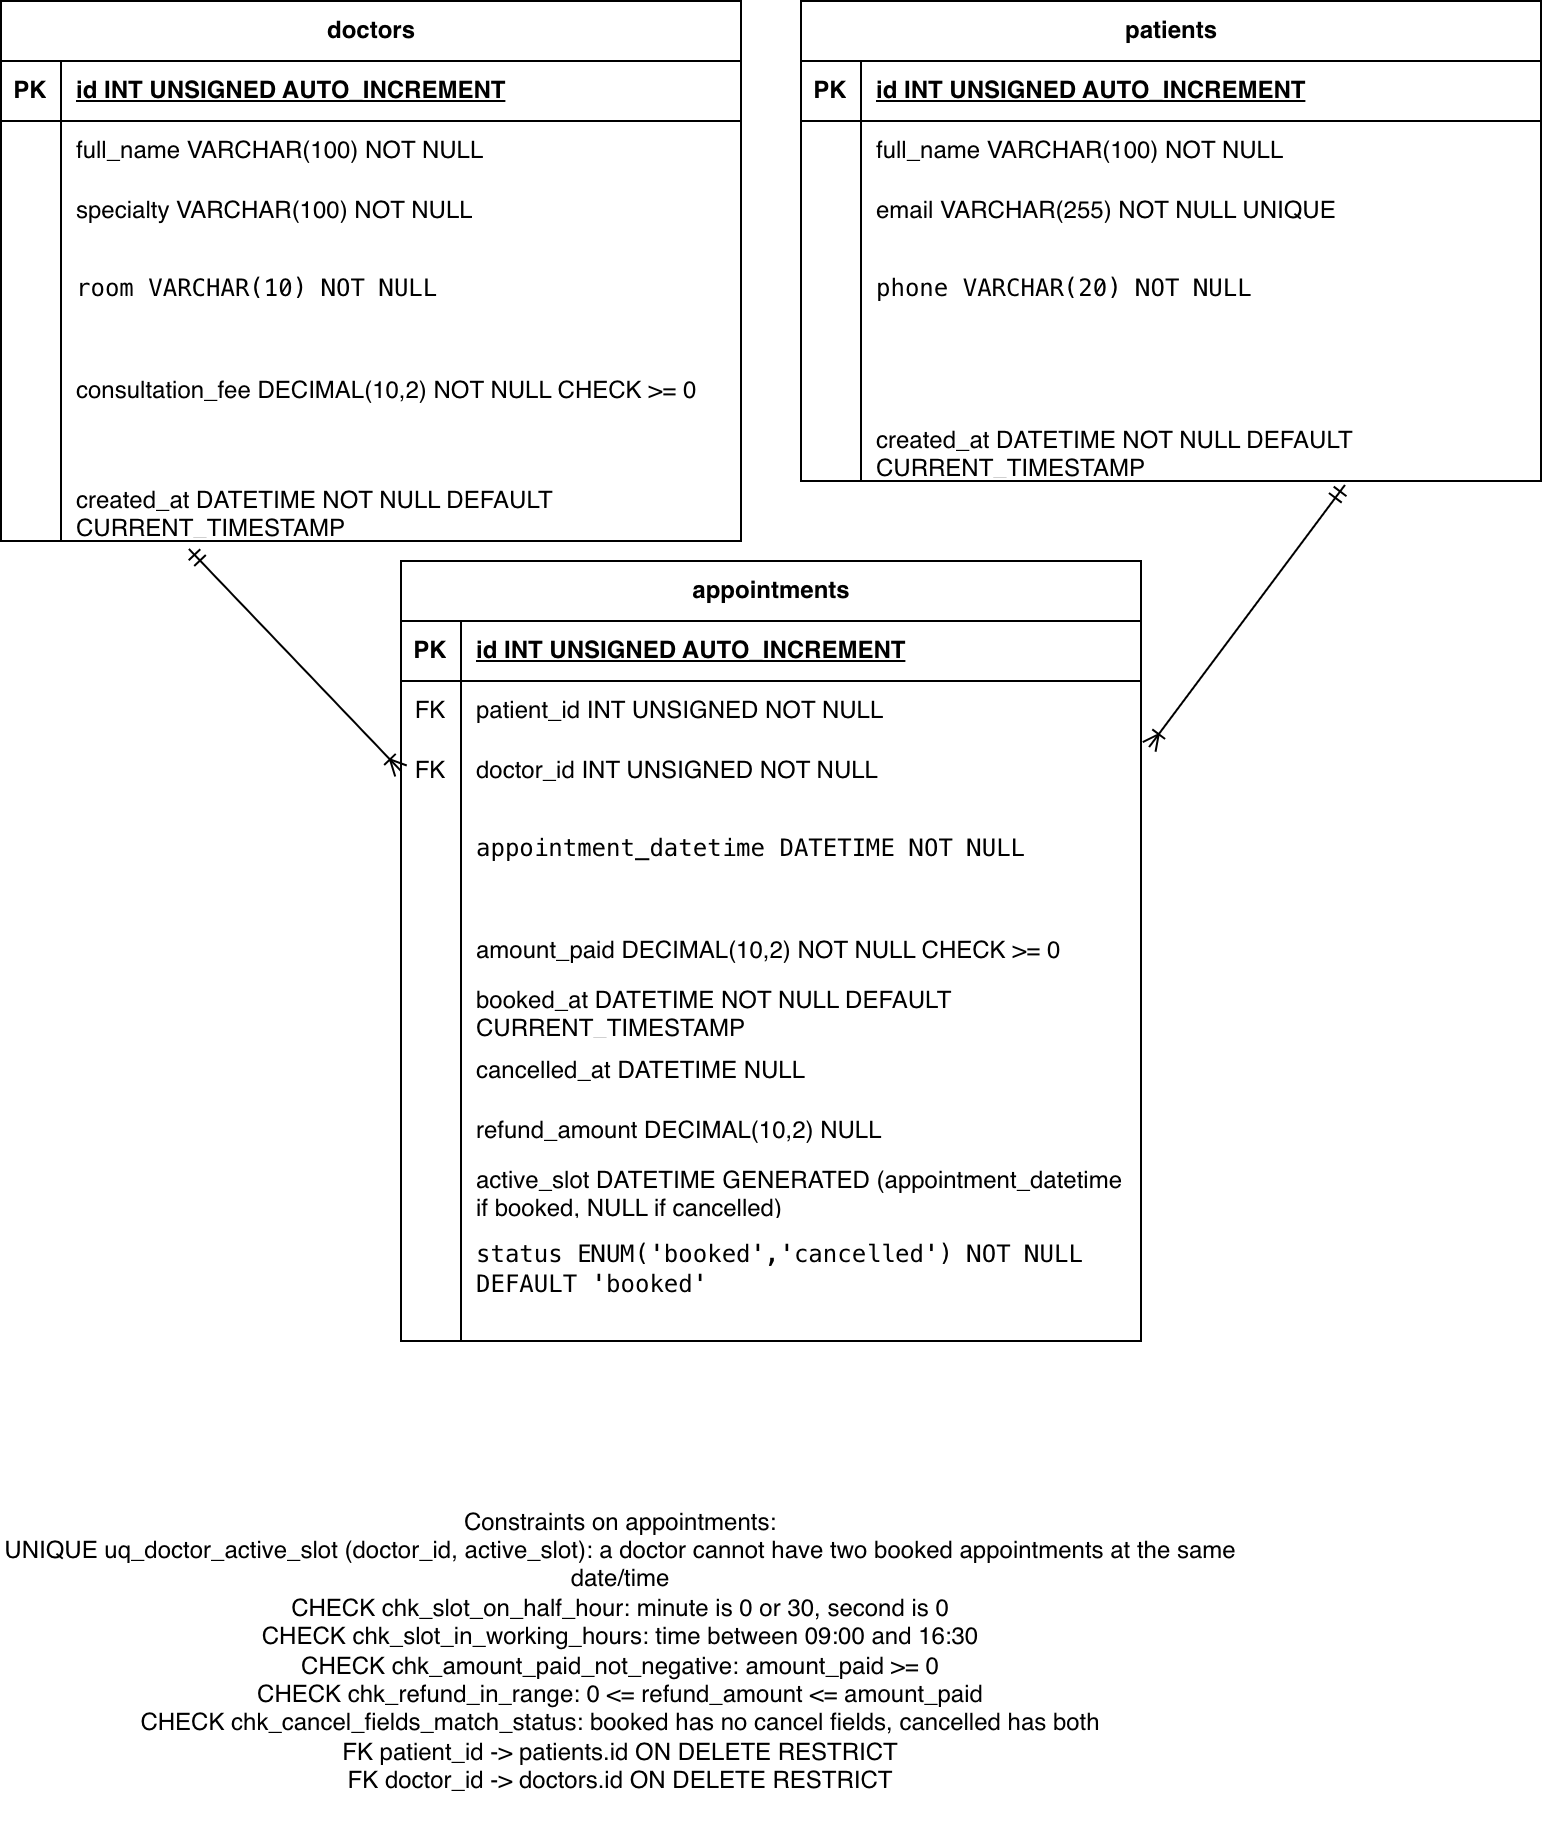 doctors
PK
id INT UNSIGNED AUTO_INCREMENT
full_name VARCHAR(100) NOT NULL
specialty VARCHAR(100) NOT NULL
room VARCHAR(10) NOT NULL
consultation_fee DECIMAL(10,2) NOT NULL CHECK >= 0
created_at DATETIME NOT NULL DEFAULT
CURRENT_TIMESTAMP
patients
PK
id INT UNSIGNED AUTO_INCREMENT
full_name VARCHAR(100) NOT NULL
email VARCHAR(255) NOT NULL UNIQUE
phone VARCHAR(20) NOT NULL
created_at DATETIME NOT NULL DEFAULT
CURRENT_TIMESTAMP
appointments
PK
id INT UNSIGNED AUTO_INCREMENT
FK
patient_id INT UNSIGNED NOT NULL
FK
doctor_id INT UNSIGNED NOT NULL
appointment_datetime DATETIME NOT NULL
amount_paid DECIMAL(10,2) NOT NULL CHECK >= 0
booked_at DATETIME NOT NULL DEFAULT
CURRENT_TIMESTAMP
cancelled_at DATETIME NULL
refund_amount DECIMAL(10,2) NULL
active_slot DATETIME GENERATED (appointment_datetime
if booked, NULL if cancelled)
status ENUM('booked','cancelled') NOT NULL
DEFAULT 'booked'
Constraints on appointments:
UNIQUE uq_doctor_active_slot (doctor_id, active_slot): a doctor cannot have two booked appointments at the same
date/time
CHECK chk_slot_on_half_hour: minute is 0 or 30, second is 0
CHECK chk_slot_in_working_hours: time between 09:00 and 16:30
CHECK chk_amount_paid_not_negative: amount_paid >= 0
CHECK chk_refund_in_range: 0 <= refund_amount <= amount_paid
CHECK chk_cancel_fields_match_status: booked has no cancel fields, cancelled has both
FK patient_id -> patients.id ON DELETE RESTRICT
FK doctor_id -> doctors.id ON DELETE RESTRICT